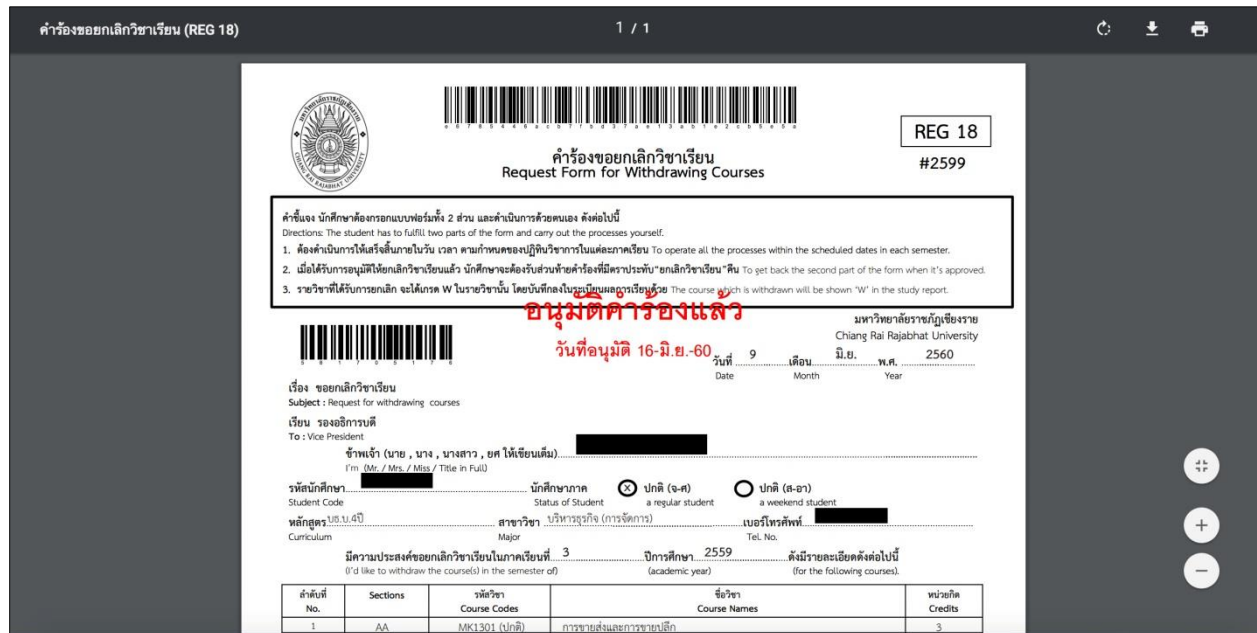 คำร้องขอยกเลิกวิชาเรียน (REG 18)
1 / 1
มหาวิทยาลัยราชภัฏเชียงราย
CHIANG RAI RAJABHAT UNIVERSITY
คำร้องขอยกเลิกวิชาเรียน
Request Form for Withdrawing Courses
REG 18
#2599
คำชี้แจง นักศึกษาต้องกรอกแบบฟอร์มทั้ง 2 ส่วน และดำเนินการด้วยตนเอง ดังต่อไปนี้
Directions: The student has to fulfill two parts of the form and carry out the processes yourself.
1. ต้องดำเนินการให้เสร็จสิ้นภายในวัน เวลา ตามกำหนดของปฏิทินวิชาการในแต่ละภาคเรียน To operate all the processes within the scheduled dates in each semester.
2. เมื่อได้รับการอนุมัติให้ยกเลิกวิชาเรียนแล้ว นักศึกษาจะต้องรับส่วนท้ายคำร้องที่มีตราประทับ"ยกเลิกวิชาเรียน"คืน To get back the second part of the form when it's approved.
3. รายวิชาที่ได้รับการยกเลิก จะได้เกรด W ในรายวิชานั้น โดยบันทึกลงในระเบียนผลการเรียนรู้ด้วย The course which is withdrawn will be shown 'W' in the study report.
อนุมัติคำร้องแล้ว
วันที่อนุมัติ 16-มิ.ย.-60
มหาวิทยาลัยราชภัฏเชียงราย
Chiang Rai Rajabhat University
5 8 1 7 0 5 1 7 6
วันที่ 9 เดือน มิ.ย. พ.ศ. 2560
Date Month Year
เรื่อง ขอยกเลิกวิชาเรียน
Subject : Request for withdrawing courses
เรียน รองอธิการบดี
To : Vice President
ข้าพเจ้า (นาย , นาง , นางสาว , ยศ ให้เขียนเต็ม)
I'm (Mr. / Mrs. / Miss / Title in Full)
รหัสนักศึกษา นักศึกษาภาค X ปกติ (จ-ศ) ปกติ (ส-อา)
Student Code Status of Student a regular student a weekend student
หลักสูตร บธ.บ.4ปี สาขาวิชา บริหารธุรกิจ (การจัดการ) เบอร์โทรศัพท์
Curriculum Major Tel. No.
มีความประสงค์ขอยกเลิกวิชาเรียนในภาคเรียนที่ 3 ปีการศึกษา 2559 ดังมีรายละเอียดดังต่อไปนี้
(I'd like to withdraw the course(s) in the semester of) (academic year) (for the following courses).
ลำดับที่ Sections รหัสวิชา ชื่อวิชา หน่วยกิต
No. Course Codes Course Names Credits
1 AA MK1301 (ปกติ) การขายส่งและการขายปลีก 3